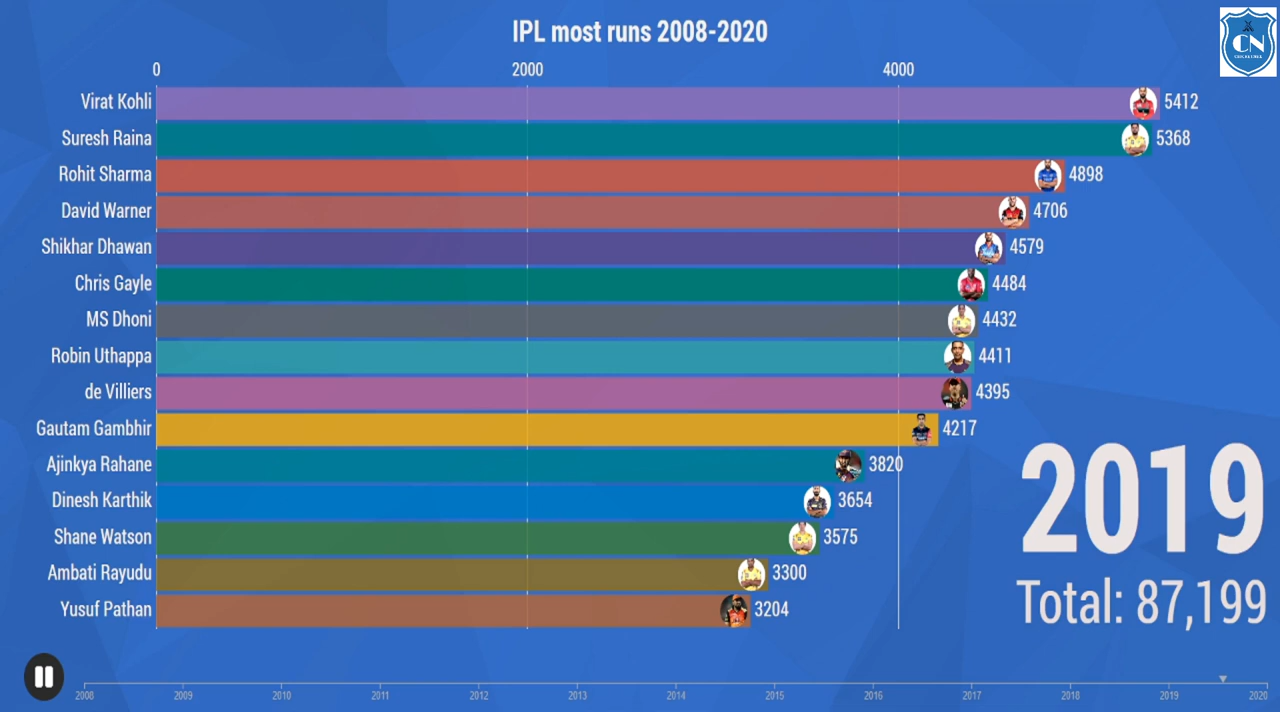 IPL most runs 2008-2020
CN
0 2000 4000
Virat Kohli 5412
Suresh Raina 5368
Rohit Sharma 4898
David Warner 4706
Shikhar Dhawan 4579
Chris Gayle 4484
MS Dhoni 4432
Robin Uthappa 4411
de Villiers 4395
Gautam Gambhir 4217
Ajinkya Rahane 3820
Dinesh Karthik 3654
Shane Watson 3575
Ambati Rayudu 3300
Yusuf Pathan 3204
2019
Total: 87,199
2008 2009 2010 2011 2012 2013 2014 2015 2016 2017 2018 2019 2020